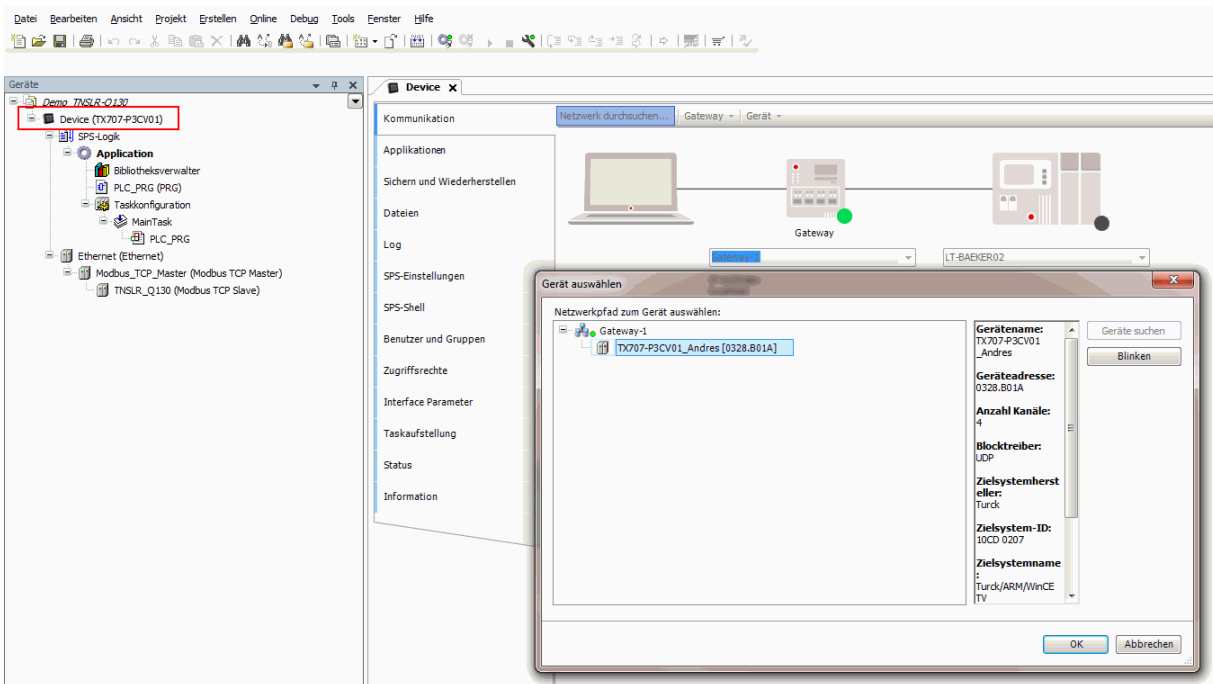 Datei Bearbeiten Ansicht Projekt Erstellen Online Debug Tools Fenster Hilfe
Geräte
Demo_TNSLR-Q130
Device (TX707-P3CV01)
SPS-Logik
Application
Bibliotheksverwalter
PLC_PRG (PRG)
Taskkonfiguration
MainTask
PLC_PRG
Ethernet (Ethernet)
Modbus_TCP_Master (Modbus TCP Master)
TNSLR_Q130 (Modbus TCP Slave)
Device
Kommunikation
Applikationen
Sichern und Wiederherstellen
Dateien
Log
SPS-Einstellungen
SPS-Shell
Benutzer und Gruppen
Zugriffsrechte
Interface Parameter
Taskaufstellung
Status
Information
Netzwerk durchsuchen... Gateway Gerät
Gateway
Gateway-1
LT-BAEKER02
Gerät auswählen
Netzwerkpfad zum Gerät auswählen:
Gateway-1
TX707-P3CV01_Andres [0328.B01A]
Gerätename:
TX707-P3CV01
_Andres
Geräteadresse:
0328.B01A
Anzahl Kanäle:
4
Blocktreiber:
UDP
Zielsystemherst
eller:
Turck
Zielsystem-ID:
10CD 0207
Zielsystemname
:
Turck/ARM/WinCE
TV
Geräte suchen
Blinken
OK
Abbrechen